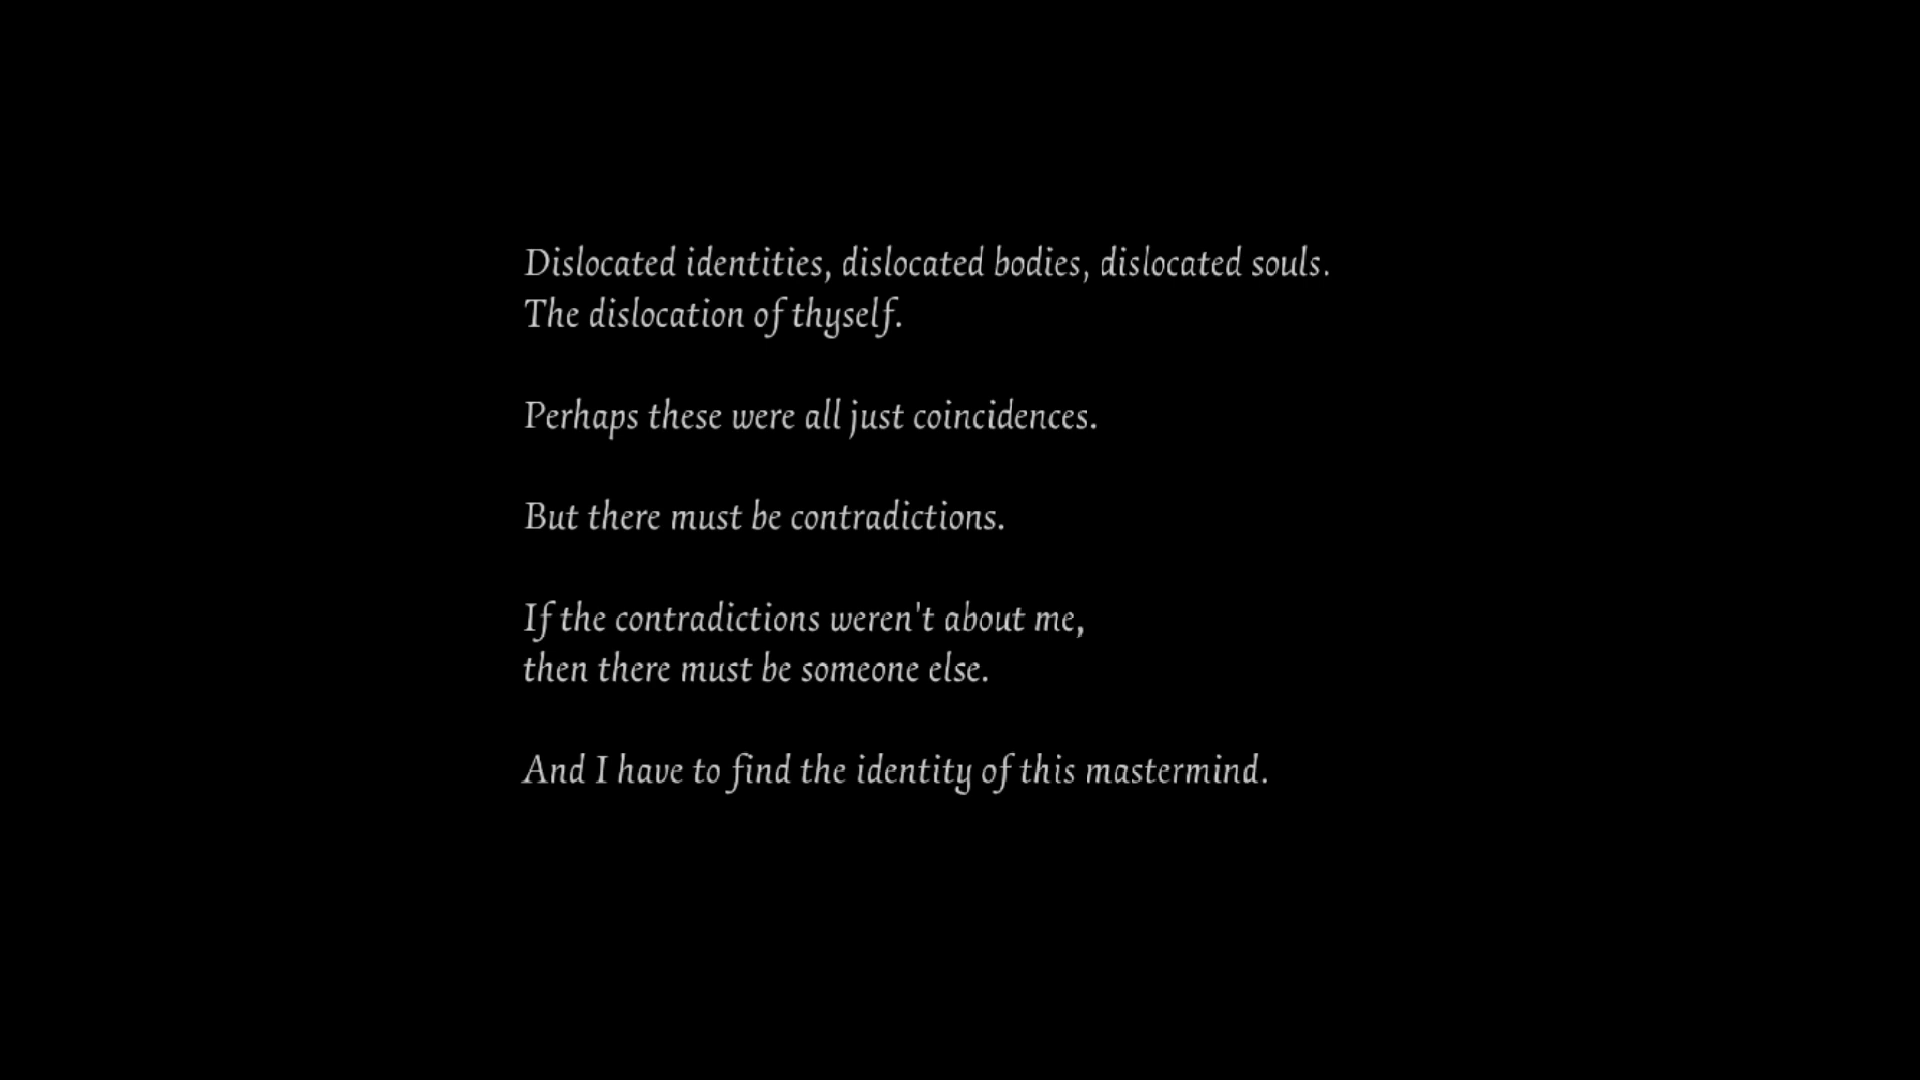 Dislocated identities, dislocated bodies, dislocated souls.
The dislocation of thyself.
Perhaps these were all just coincidences.
But there must be contradictions.
If the contradictions weren't about me,
then there must be someone else.
And I have to find the identity of this mastermind.